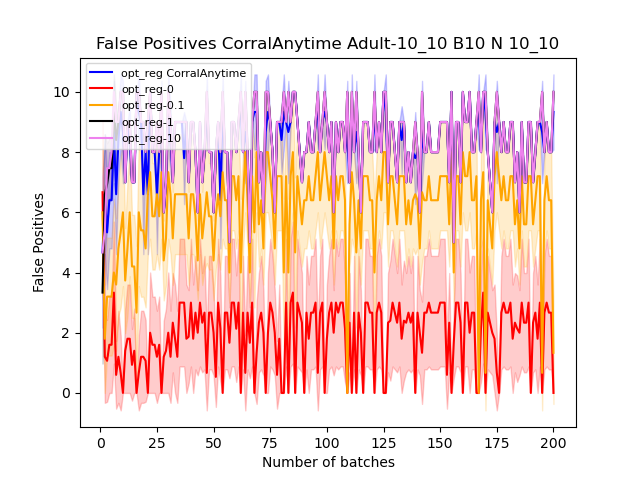 False Positives CorralAnytime Adult-10_10 B10 N 10_10
opt_reg CorralAnytime
opt_reg-0
opt_reg-0.1
opt_reg-1
opt_reg-10
10
8
6
4
2
0
False Positives
0 25 50 75 100 125 150 175 200
Number of batches